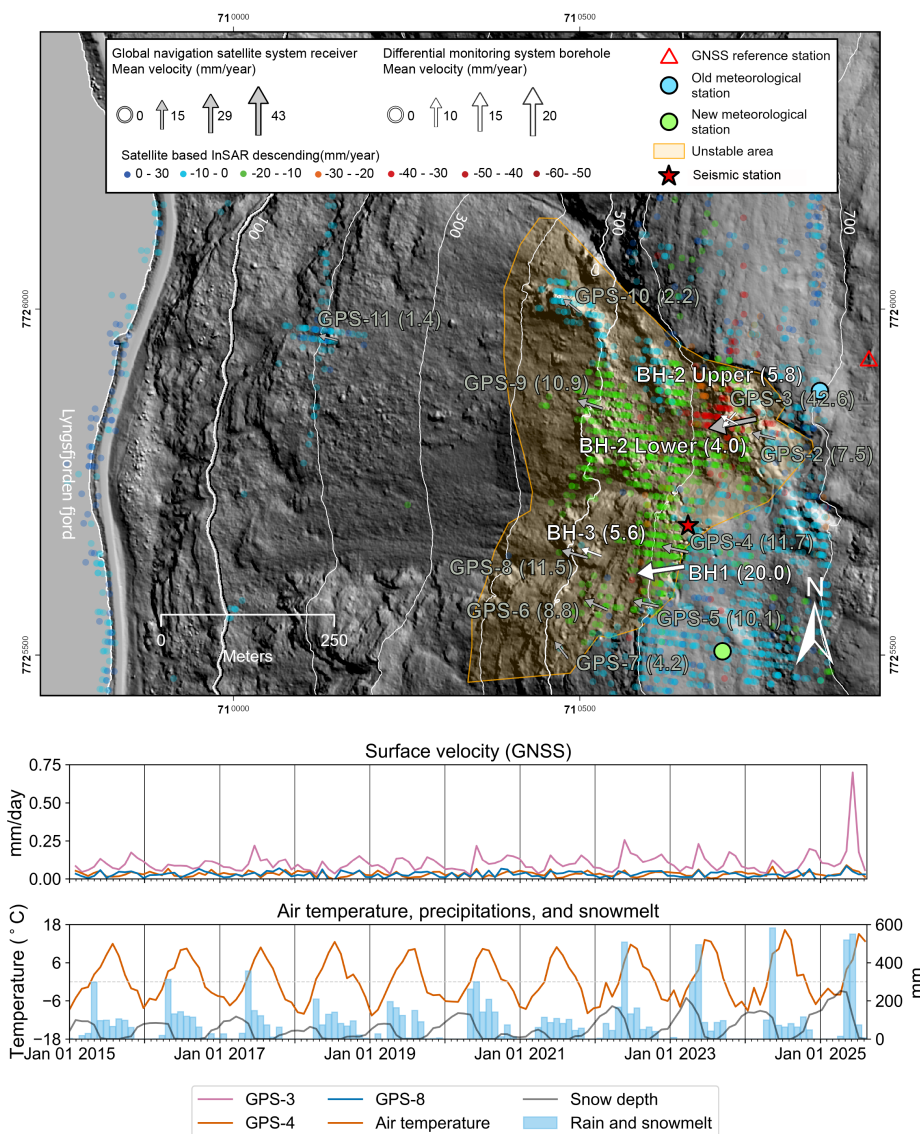 71⁰⁰⁰⁰ 71⁰⁵⁰⁰
Global navigation satellite system receiver
Mean velocity (mm/year)
0 15 29 43
Differential monitoring system borehole
Mean velocity (mm/year)
0 10 15 20
Satellite based InSAR descending(mm/year)
0 - 30 -10 - 0 -20 - -10 -30 - -20 -40 - -30 -50 - -40 -60 - -50
GNSS reference station
Old meteorological
station
New meteorological
station
Unstable area
Seismic station
100
300
500
700
772⁶⁰⁰⁰
772⁶⁰⁰⁰
GPS-10 (2.2)
GPS-11 (1.4)
BH-2 Upper (5.8)
GPS-9 (10.9)
GPS-3 (42.6)
BH-2 Lower (4.0)
GPS-2 (7.5)
Lyngsfjorden fjord
BH-3 (5.6)
GPS-4 (11.7)
GPS-8 (11.5)
BH1 (20.0)
GPS-6 (8.8)
GPS-5 (10.1)
N
0 250
Meters
GPS-7 (4.2)
772⁵⁵⁰⁰
772⁵⁵⁰⁰
71⁰⁰⁰⁰ 71⁰⁵⁰⁰
Surface velocity (GNSS)
mm/day
0.75
0.50
0.25
0.00
Air temperature, precipitations, and snowmelt
Temperature (°C)
18
6
−6
−18
600
400
200
0
mm
Jan 01 2015 Jan 01 2017 Jan 01 2019 Jan 01 2021 Jan 01 2023 Jan 01 2025
GPS-3 GPS-8 Snow depth
GPS-4 Air temperature Rain and snowmelt